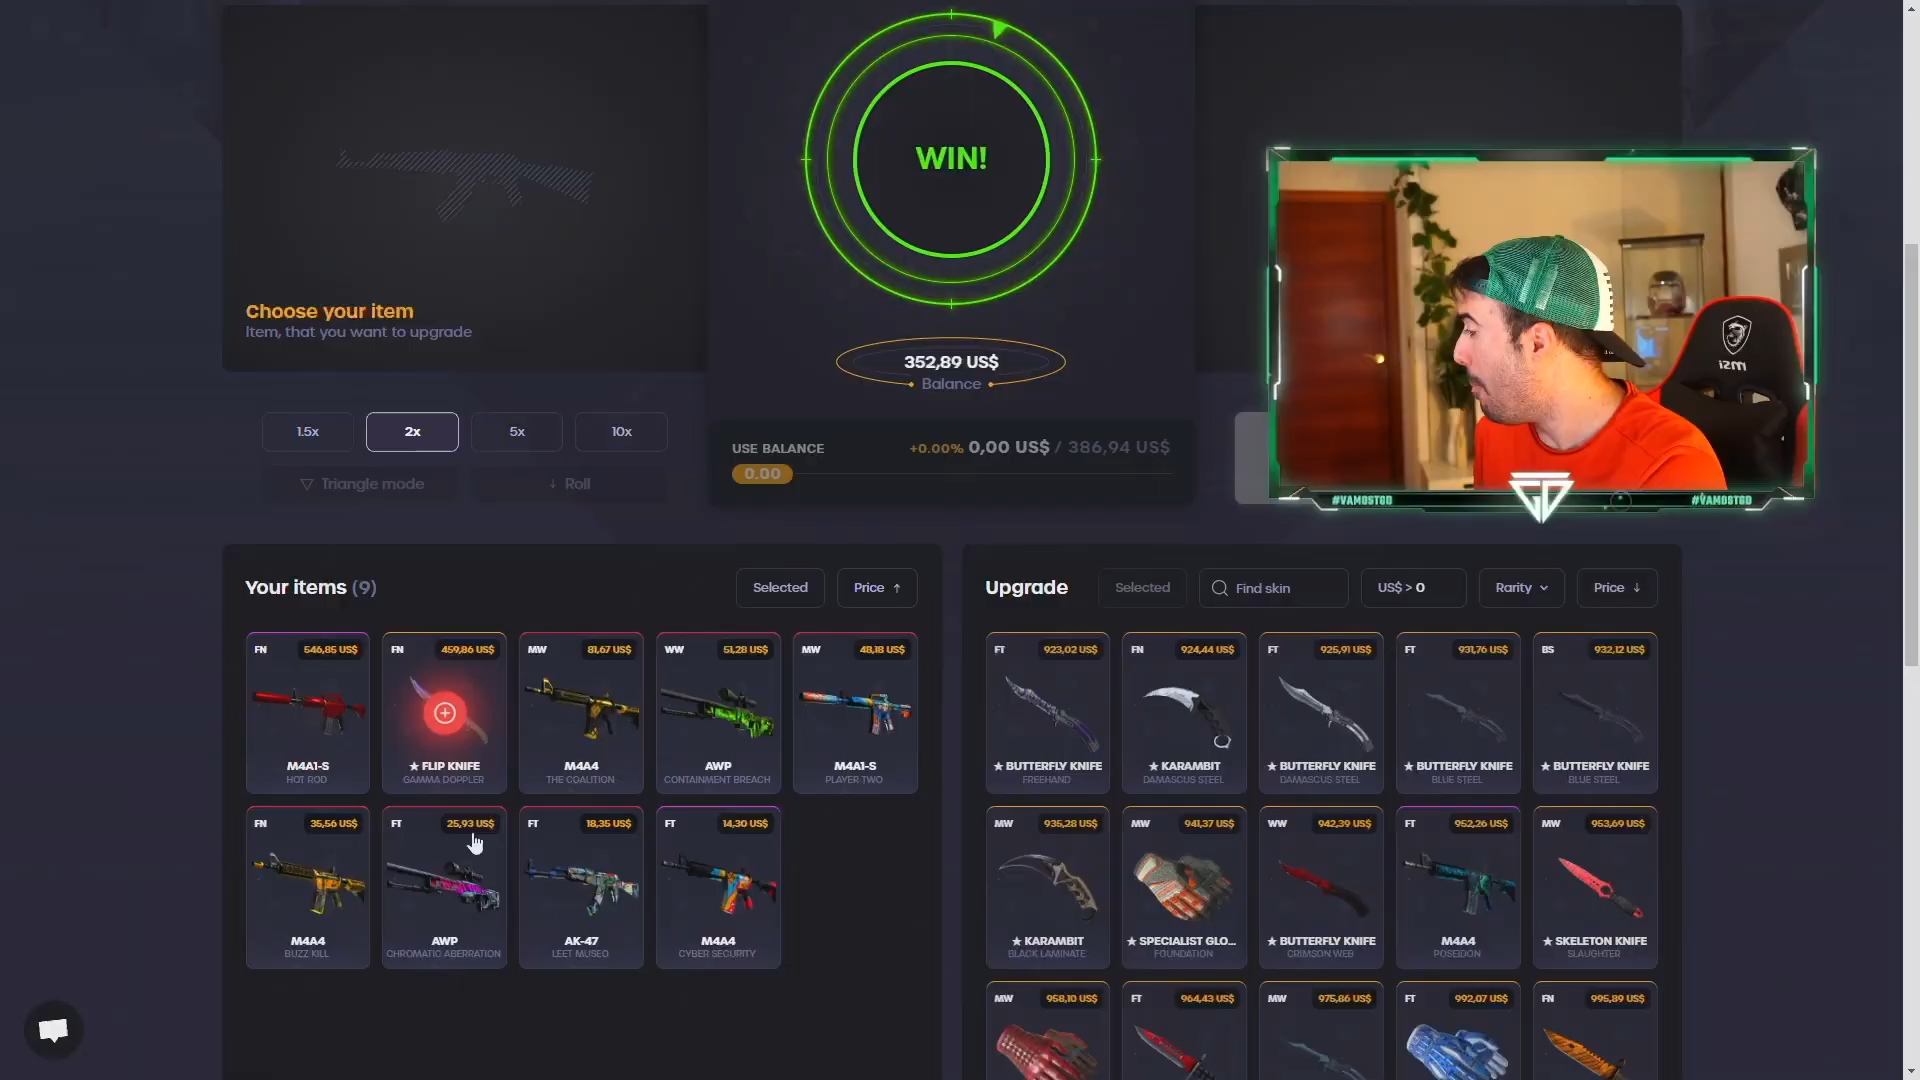 WIN!
Choose your item
Item, that you want to upgrade
352,89 US$
Balance
1.5x
2x
5x
10x
USE BALANCE
+0.00% 0,00 US$ / 386,94 US$
0.00
Triangle mode
Roll
#VAMOSTGD
#VAMOSTGD
Your items (9)
Selected
Price
Upgrade
Selected
Find skin
US$ > 0
Rarity
Price
FN 546,85 US$
M4A1-S
HOT ROD
FN 459,86 US$
★ FLIP KNIFE
GAMMA DOPPLER
MW 81,67 US$
M4A4
THE COALITION
WW 51,28 US$
AWP
CONTAINMENT BREACH
MW 48,18 US$
M4A1-S
PLAYER TWO
FN 35,56 US$
M4A4
BUZZ KILL
FT 25,93 US$
AWP
CHROMATIC ABERRATION
FT 18,35 US$
AK-47
LEET MUSEO
FT 14,30 US$
M4A4
CYBER SECURITY
FT 923,02 US$
★ BUTTERFLY KNIFE
FREEHAND
FN 924,44 US$
★ KARAMBIT
DAMASCUS STEEL
FT 925,91 US$
★ BUTTERFLY KNIFE
DAMASCUS STEEL
FT 931,76 US$
★ BUTTERFLY KNIFE
BLUE STEEL
BS 932,12 US$
★ BUTTERFLY KNIFE
BLUE STEEL
MW 935,28 US$
★ KARAMBIT
BLACK LAMINATE
MW 941,37 US$
★ SPECIALIST GLO...
FOUNDATION
WW 942,39 US$
★ BUTTERFLY KNIFE
CRIMSON WEB
FT 952,26 US$
M4A4
POSEIDON
MW 953,69 US$
★ SKELETON KNIFE
SLAUGHTER
MW 958,10 US$
FT 964,43 US$
MW 975,86 US$
FT 992,07 US$
FN 995,89 US$